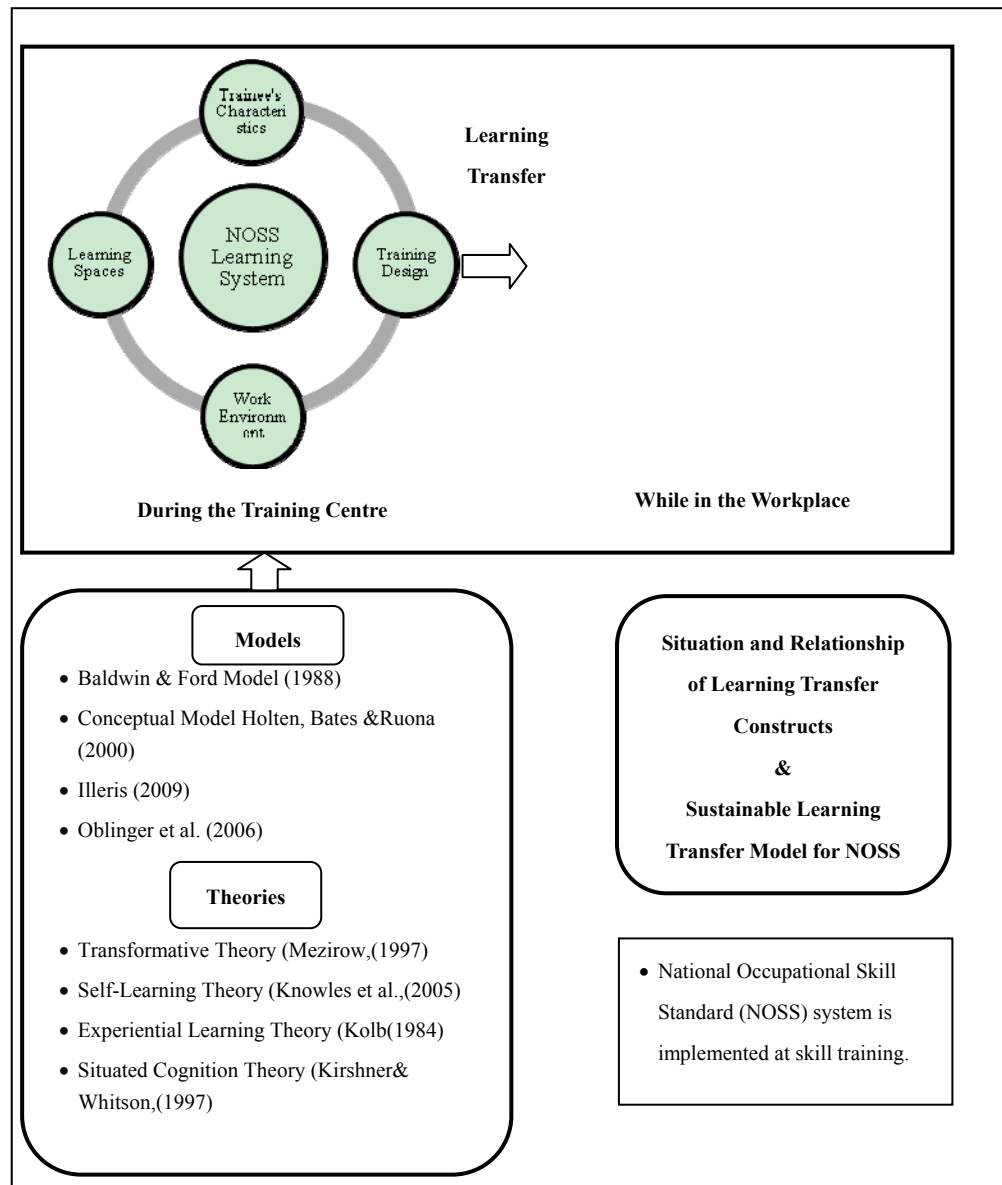 Trainee's
Characteri
stics
Learning
Transfer
NOSS
Learning
System
Learning
Spaces
Training
Design
Work
Environm
ent
During the Training Centre
While in the Workplace
Models
• Baldwin & Ford Model (1988)
• Conceptual Model Holten, Bates &Ruona
(2000)
• Illeris (2009)
• Oblinger et al. (2006)
Theories
• Transformative Theory (Mezirow,(1997)
• Self-Learning Theory (Knowles et al.,(2005)
• Experiential Learning Theory (Kolb(1984)
• Situated Cognition Theory (Kirshner&
Whitson,(1997)
Situation and Relationship
of Learning Transfer
Constructs
&
Sustainable Learning
Transfer Model for NOSS
• National Occupational Skill
Standard (NOSS) system is
implemented at skill training.